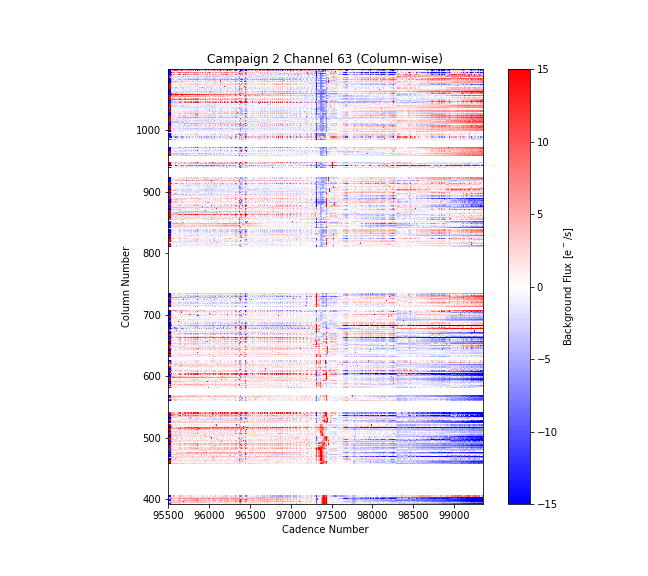 Campaign 2 Channel 63 (Column-wise)
1000
900
800
700
600
500
400
Column Number
95500 96000 96500 97000 97500 98000 98500 99000
Cadence Number
15
10
5
0
−5
−10
−15
Background Flux [e⁻/s]